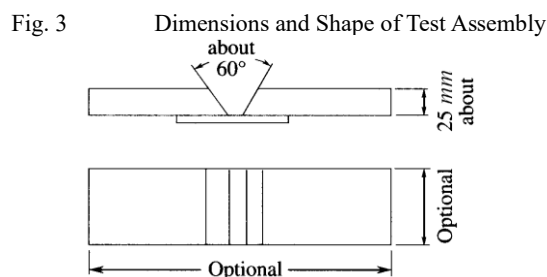 Fig. 3 Dimensions and Shape of Test Assembly
about
60°
25 mm
about
Optional
Optional